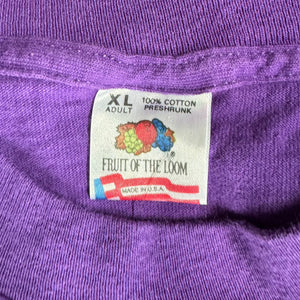 XL 100% COTTON
ADULT PRESHRUNK
®
FRUIT OF THE LOOM
MADE IN U.S.A.